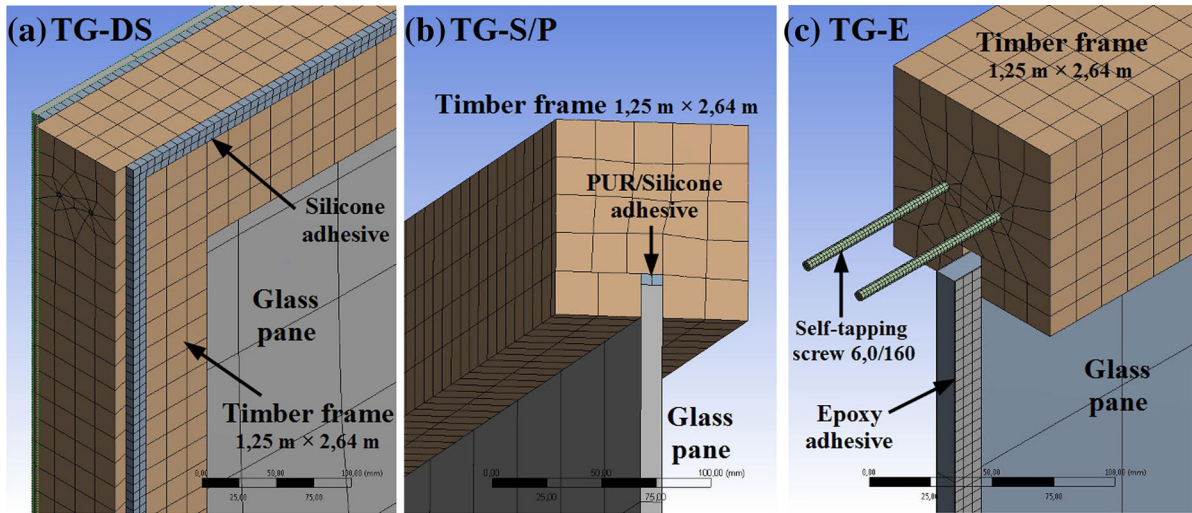 (a) TG-DS
Silicone
adhesive
Glass
pane
Timber frame
1,25 m × 2,64 m
0,00
50,00
100,00 (mm)
25,00
75,00
(b) TG-S/P
Timber frame 1,25 m × 2,64 m
PUR/Silicone
adhesive
Glass
pane
0,00
50,00
100,00 (mm)
25,00
75,00
(c) TG-E
Timber frame
1,25 m × 2,64 m
Self-tapping
screw 6,0/160
Epoxy
adhesive
Glass
pane
0,00
50,00
100,00 (mm)
25,00
75,00